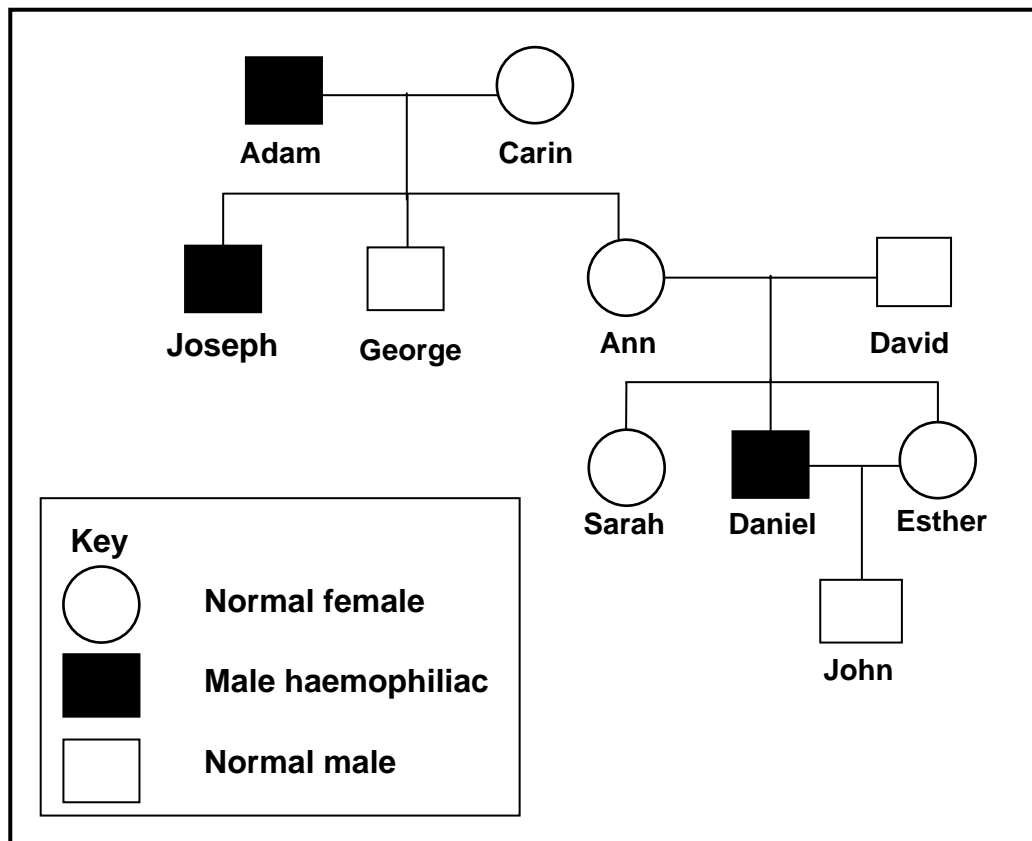 Adam Carin
Joseph George Ann David
Sarah Daniel Esther
John
Key
Normal female
Male haemophiliac
Normal male